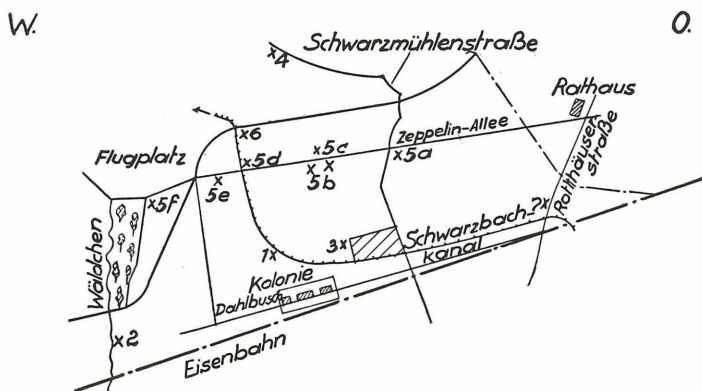 W.
O.
Schwarzmühlenstraße
x4
Rathaus
x6
Zeppelin-Allee
Rotthäuser
straße
Flugplatz
x5c
x5d
x5a
5b
5e
x5f
Schwarzbach-?x
kanal
3x
1x
Wäldchen
Kolonie
Dahlbusch
x2
Eisenbahn